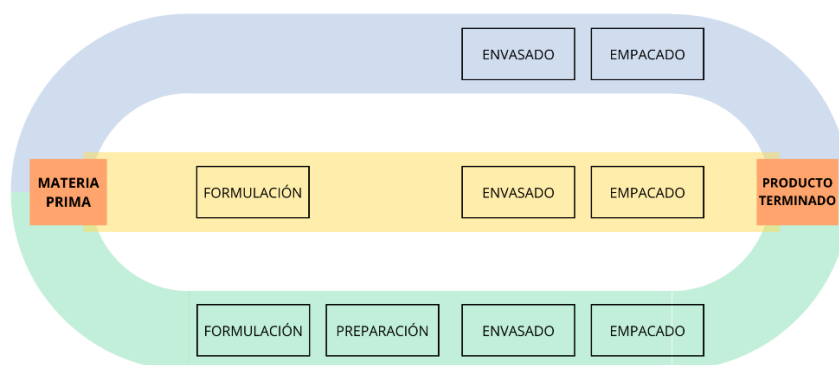 ENVASADO
EMPACADO
MATERIA
PRIMA
FORMULACIÓN
ENVASADO
EMPACADO
PRODUCTO
TERMINADO
FORMULACIÓN
PREPARACIÓN
ENVASADO
EMPACADO